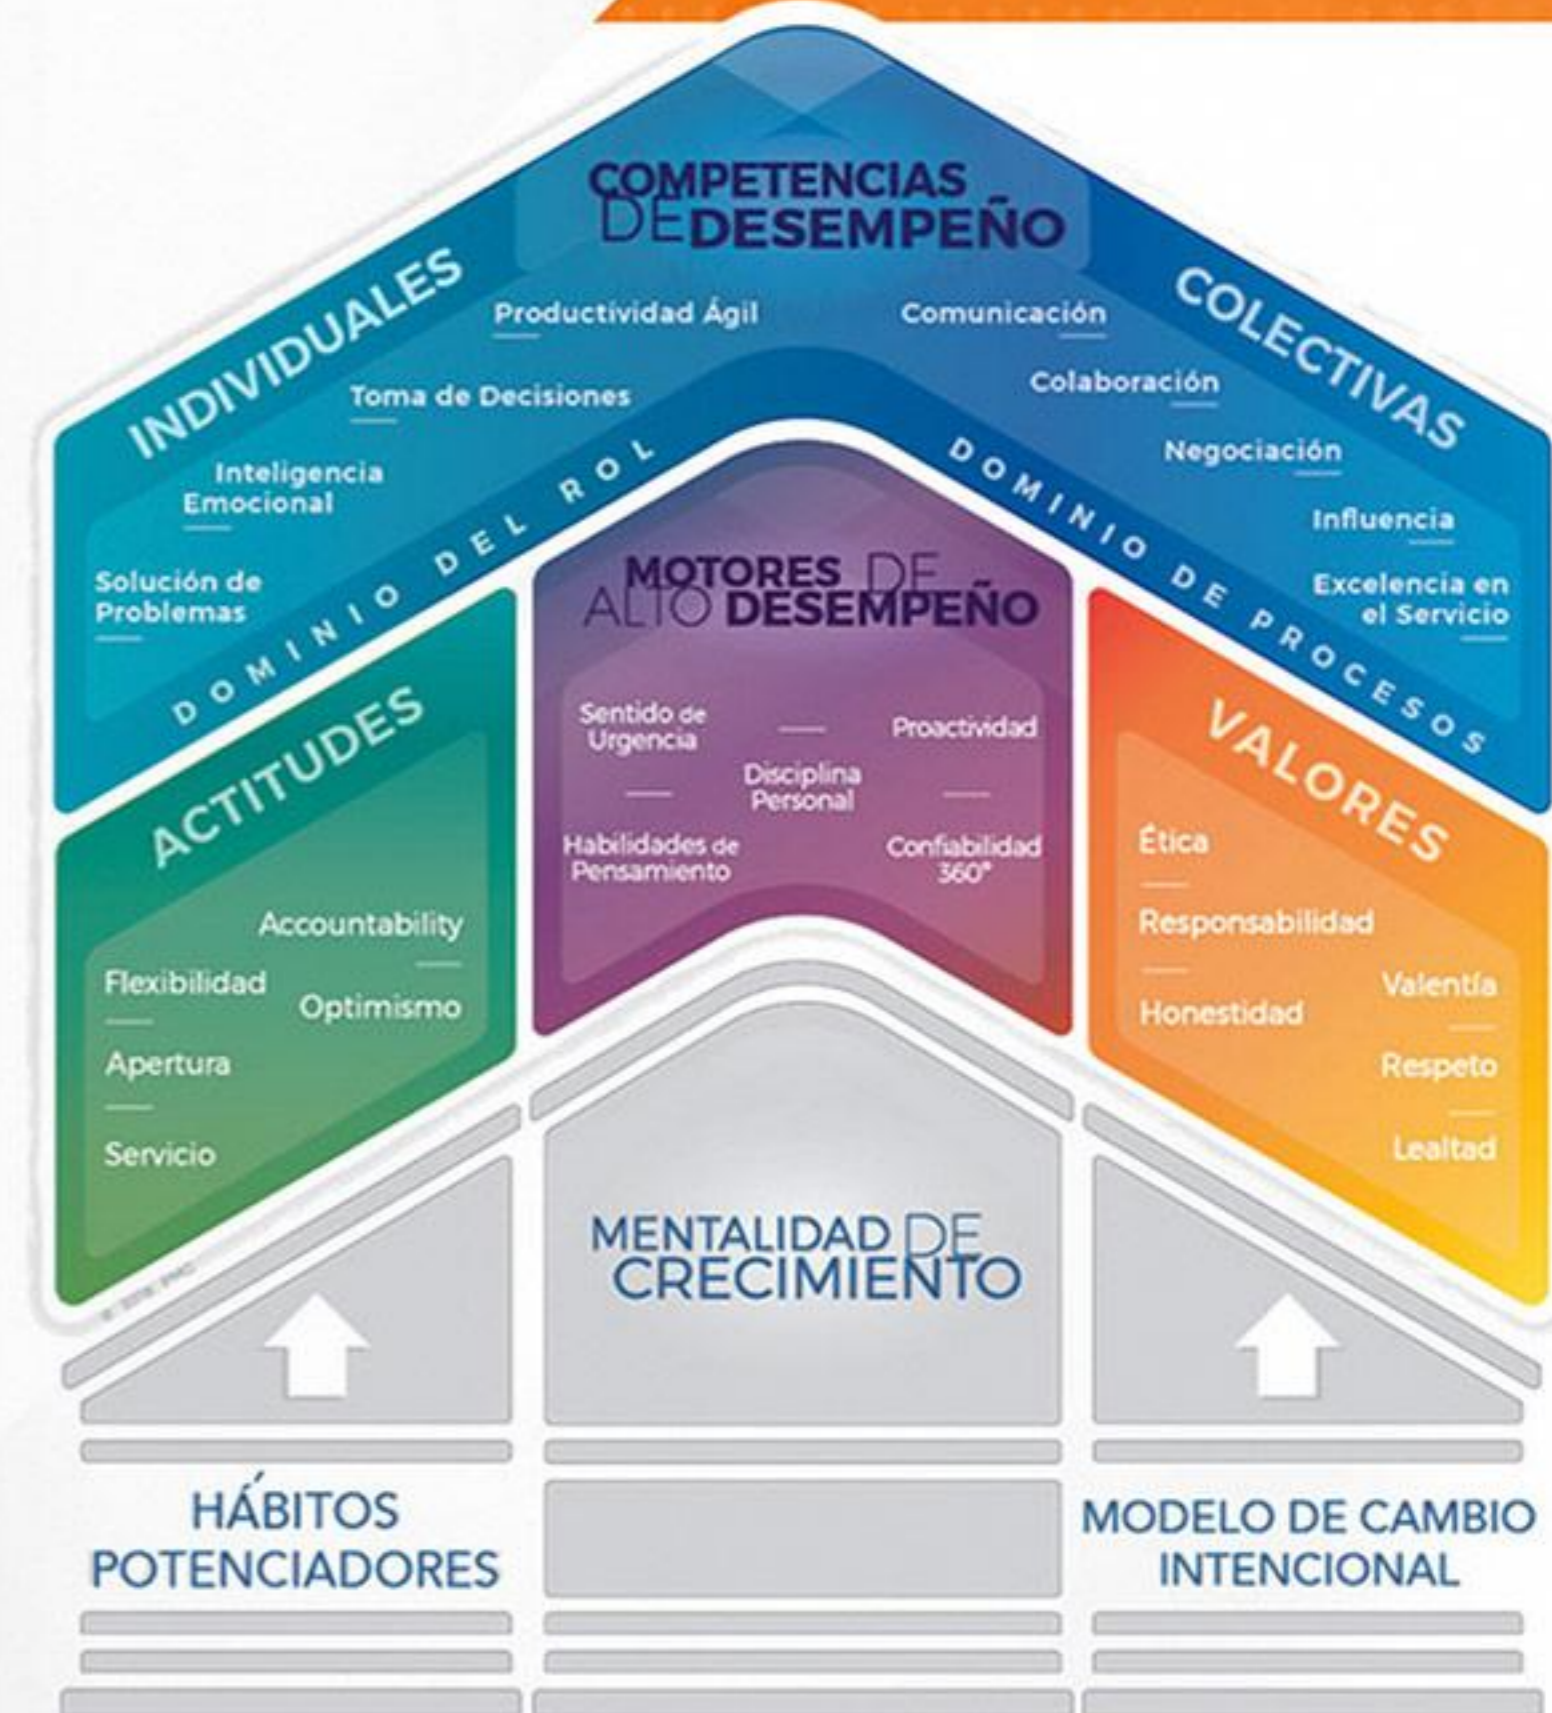 COMPETENCIAS
DE DESEMPEÑO
INDIVIDUALES
Productividad Ágil
Toma de Decisiones
Inteligencia
Emocional
Solución de
Problemas
DOMINIO DEL ROL
COLECTIVAS
Comunicación
Colaboración
Negociación
Influencia
Excelencia en
el Servicio
DOMINIO DE PROCESOS
ACTITUDES
Accountability
Flexibilidad
Optimismo
Apertura
Servicio
MOTORES DE
ALTO DESEMPEÑO
Sentido de
Urgencia
Proactividad
Disciplina
Personal
Habilidades de
Pensamiento
Confiabilidad
360°
VALORES
Ética
Responsabilidad
Honestidad
Valentía
Respeto
Lealtad
MENTALIDAD DE
CRECIMIENTO
HÁBITOS
POTENCIADORES
MODELO DE CAMBIO
INTENCIONAL